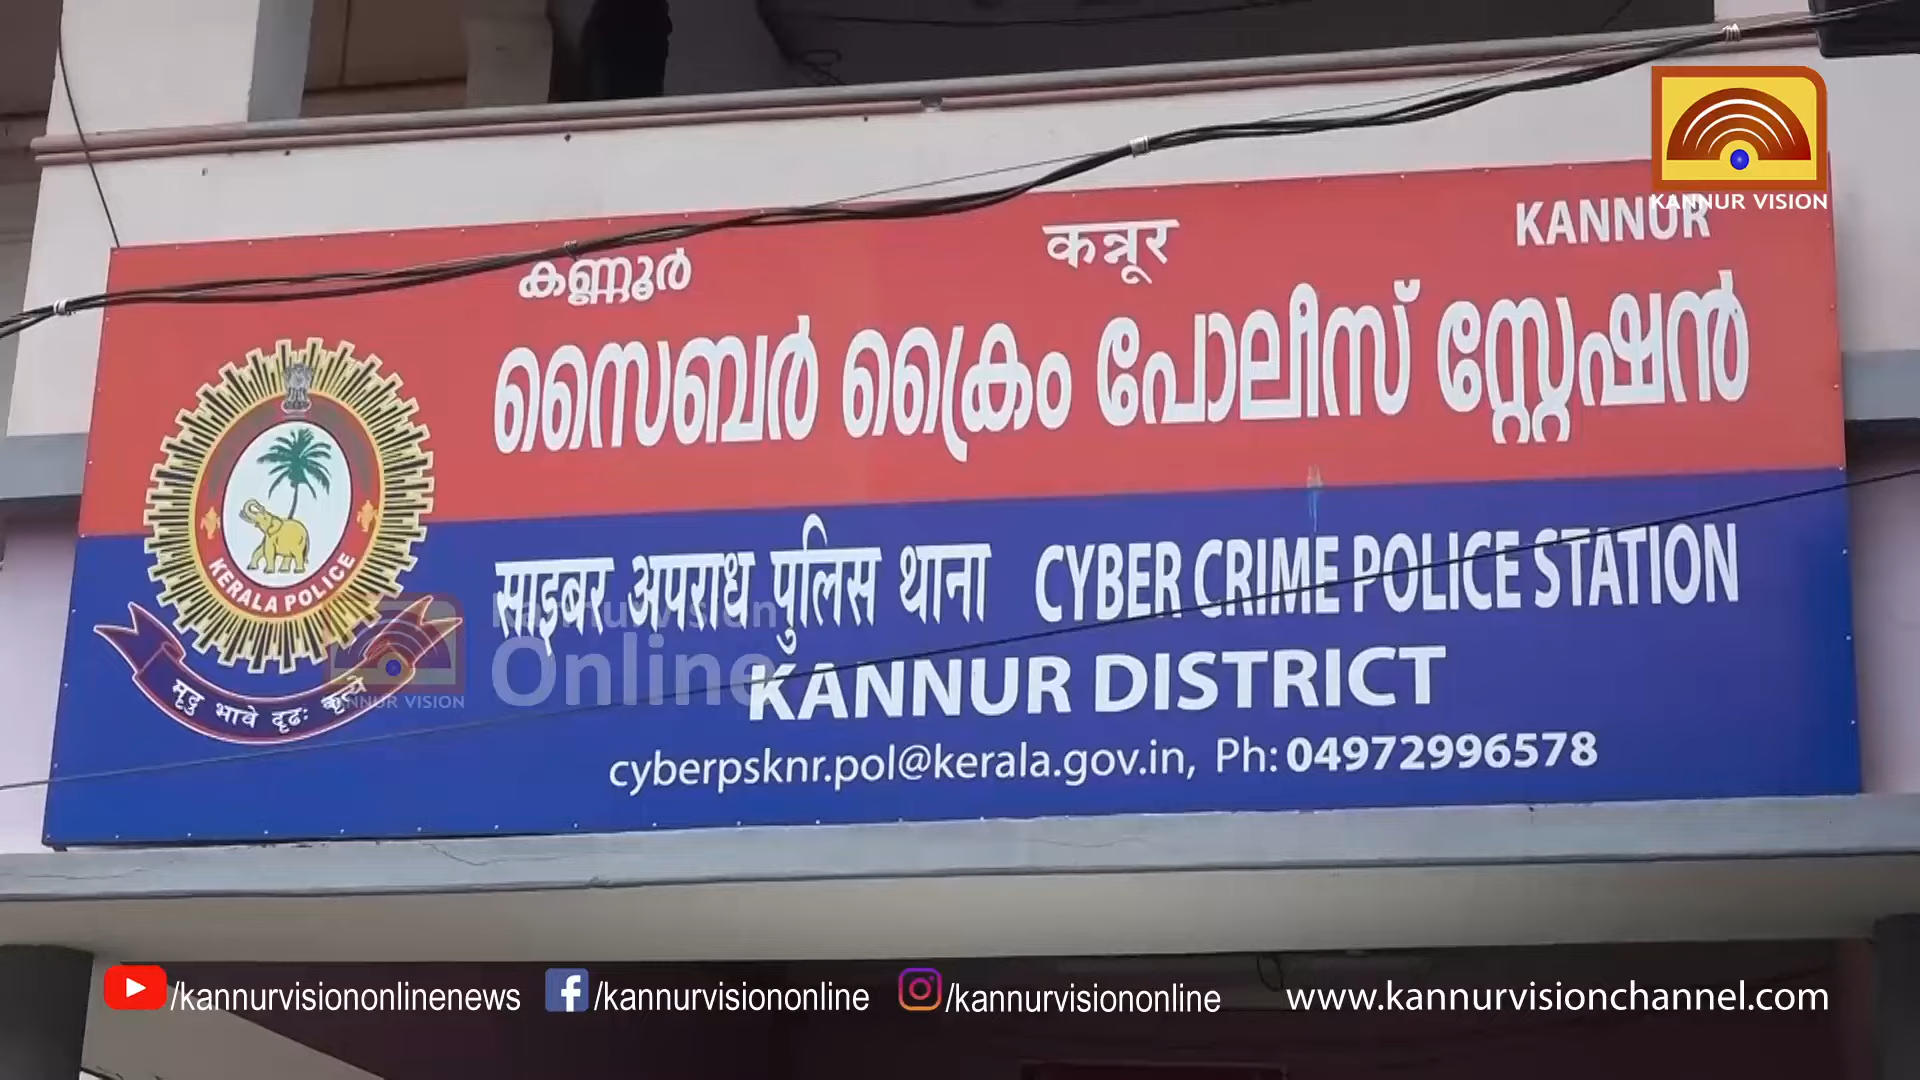 KANNUR VISION
കണ്ണൂർ कन्नूर KANNUR
സൈബർ ക്രൈം പോലീസ് സ്റ്റേഷൻ
साइबर अपराध पुलिस थाना CYBER CRIME POLICE STATION
KANNUR DISTRICT
cyberpsknr.pol@kerala.gov.in, Ph: 04972996578
KERALA POLICE
मृदु भावे दृढः कृत्ये
KANNUR VISION
Kannurvision
Online
/kannurvisiononlinenews /kannurvisiononline /kannurvisiononline www.kannurvisionchannel.com